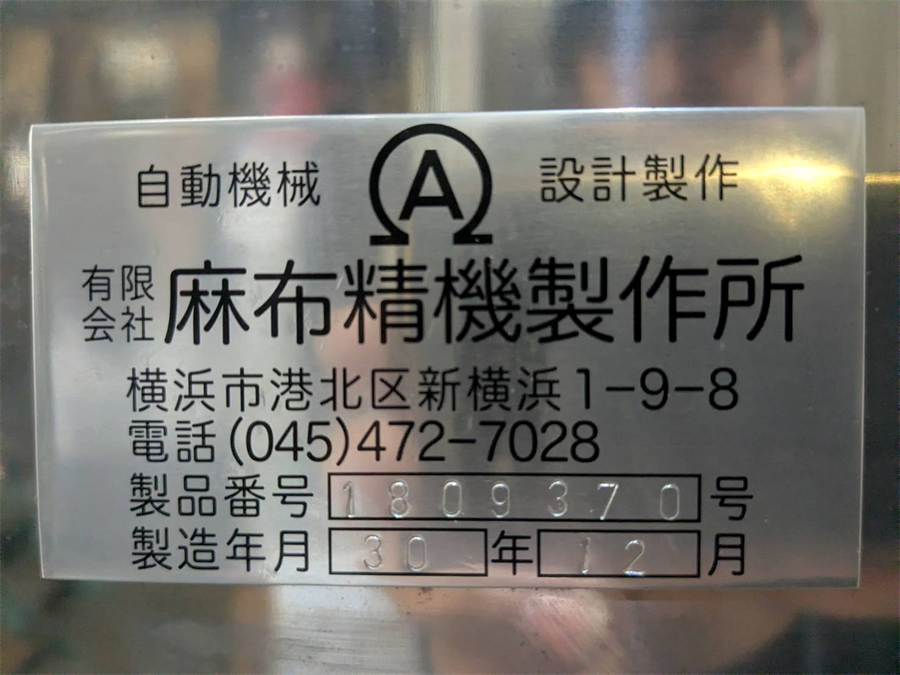 自動機械 A 設計製作
有限会社 麻布精機製作所
横浜市港北区新横浜1-9-8
電話(045)472-7028
製品番号 1809370 号
製造年月 30 年 12 月